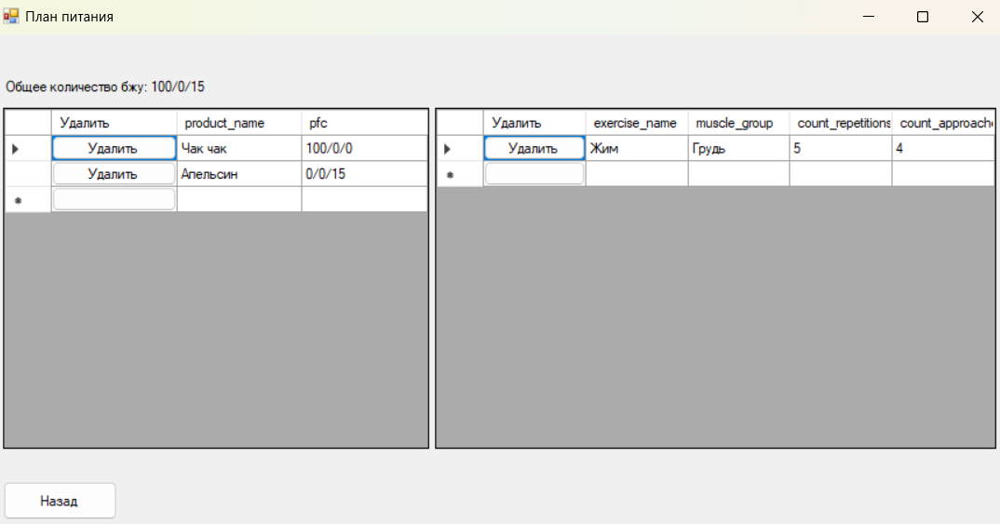 План питания
Общее количество бжу: 100/0/15
Удалить product_name pfc
Удалить Чак чак 100/0/0
Удалить Апельсин 0/0/15
Удалить exercise_name muscle_group count_repetitions count_approache
Удалить Жим Грудь 5 4
Назад